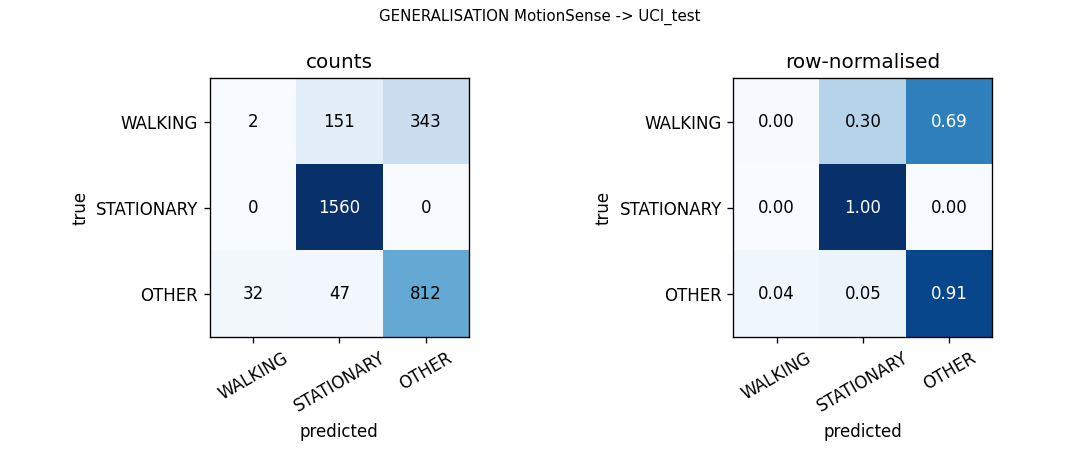 GENERALISATION MotionSense -> UCI_test
counts
true
WALKING 2 151 343
STATIONARY 0 1560 0
OTHER 32 47 812
WALKING STATIONARY OTHER
predicted
row-normalised
true
WALKING 0.00 0.30 0.69
STATIONARY 0.00 1.00 0.00
OTHER 0.04 0.05 0.91
WALKING STATIONARY OTHER
predicted